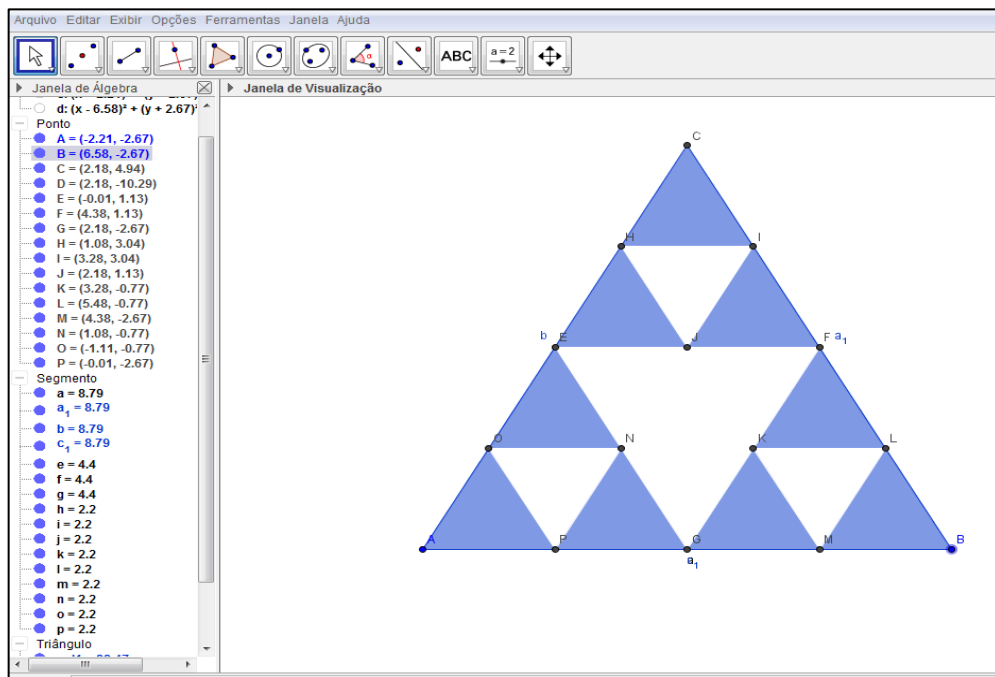 Arquivo Editar Exibir Opções Ferramentas Janela Ajuda
ABC
a = 2
α
Janela de Álgebra
Janela de Visualização
d: (x - 6.58)² + (y + 2.67)²
Ponto
A = (-2.21, -2.67)
B = (6.58, -2.67)
C = (2.18, 4.94)
D = (2.18, -10.29)
E = (-0.01, 1.13)
F = (4.38, 1.13)
G = (2.18, -2.67)
H = (1.08, 3.04)
I = (3.28, 3.04)
J = (2.18, 1.13)
K = (3.28, -0.77)
L = (5.48, -0.77)
M = (4.38, -2.67)
N = (1.08, -0.77)
O = (-1.11, -0.77)
P = (-0.01, -2.67)
Segmento
a = 8.79
a₁ = 8.79
b = 8.79
c₁ = 8.79
e = 4.4
f = 4.4
g = 4.4
h = 2.2
i = 2.2
j = 2.2
k = 2.2
l = 2.2
m = 2.2
n = 2.2
o = 2.2
p = 2.2
Triângulo
C
H I
b E J F a₁
O N K L
A P G M B